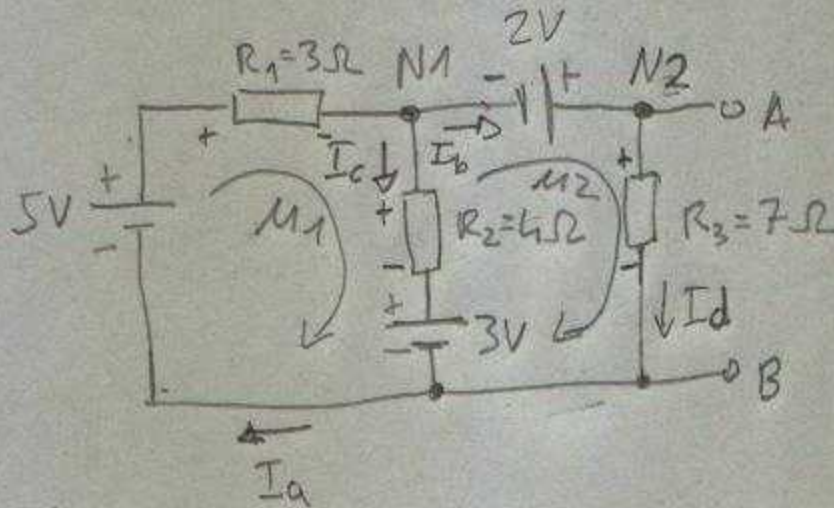 2V
R₁=3Ω N1 - + N2
A
+ - Ic Ib + 
5V + - M1 + - R₂=4Ω M2 R₃=7Ω
+ - 3V - Id
B
Ia